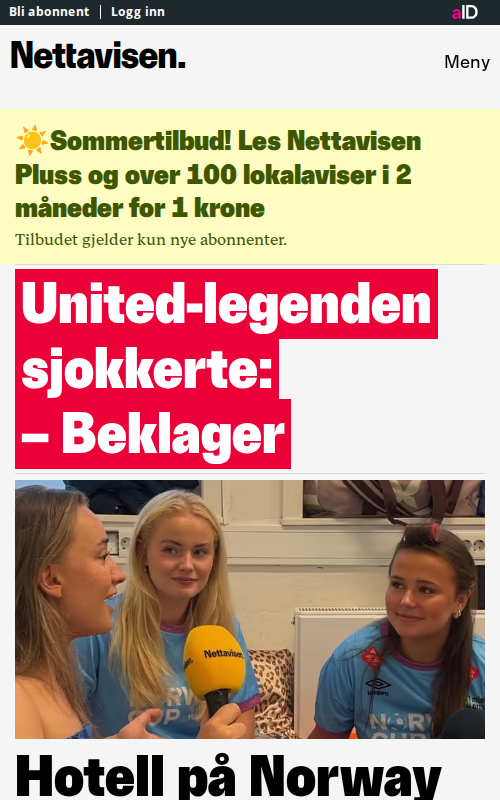 Bli abonnent
Logg inn
aID
Nettavisen.
Meny
☀️Sommertilbud! Les Nettavisen
Pluss og over 100 lokalaviser i 2
måneder for 1 krone
Tilbudet gjelder kun nye abonnenter.
United-legenden
sjokkerte:
– Beklager
Nettavisen.
umbro
Hotell på Norway